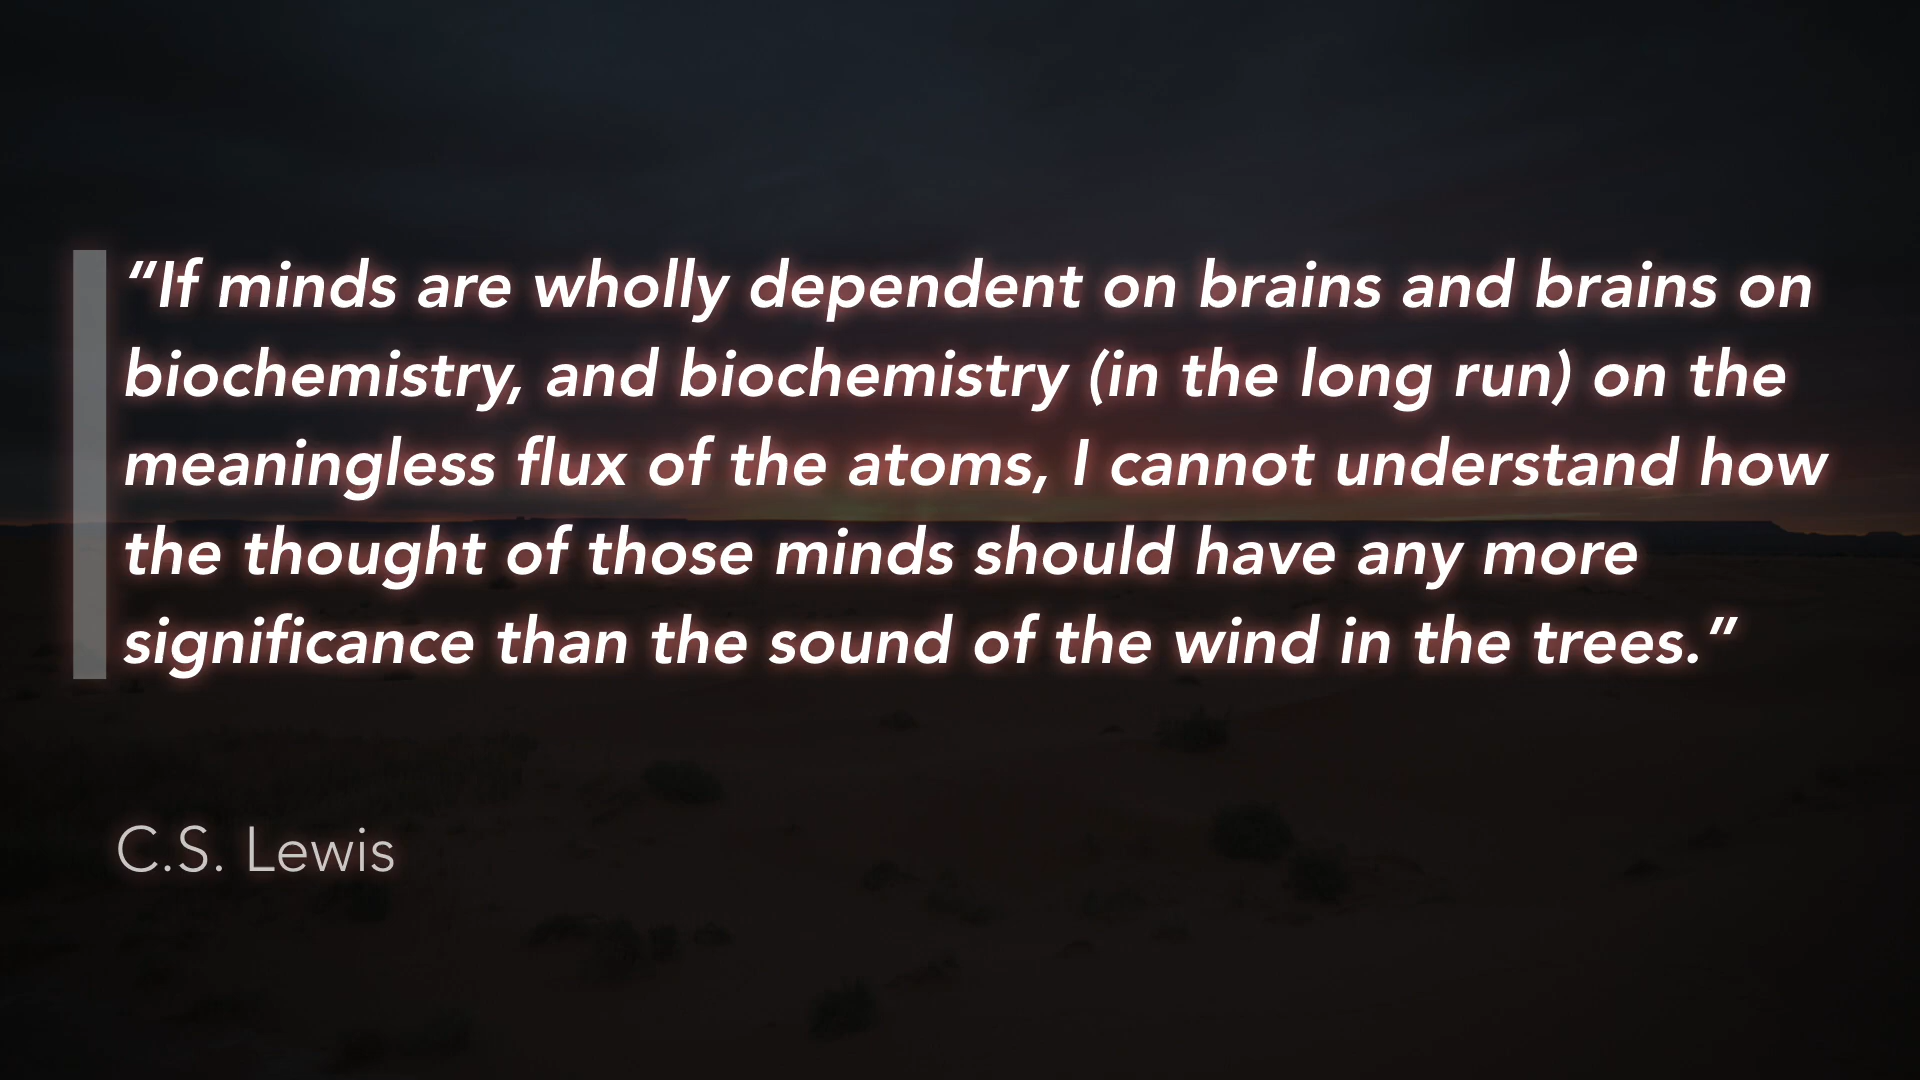 “If minds are wholly dependent on brains and brains on
biochemistry, and biochemistry (in the long run) on the
meaningless flux of the atoms, I cannot understand how
the thought of those minds should have any more
significance than the sound of the wind in the trees.”
C.S. Lewis